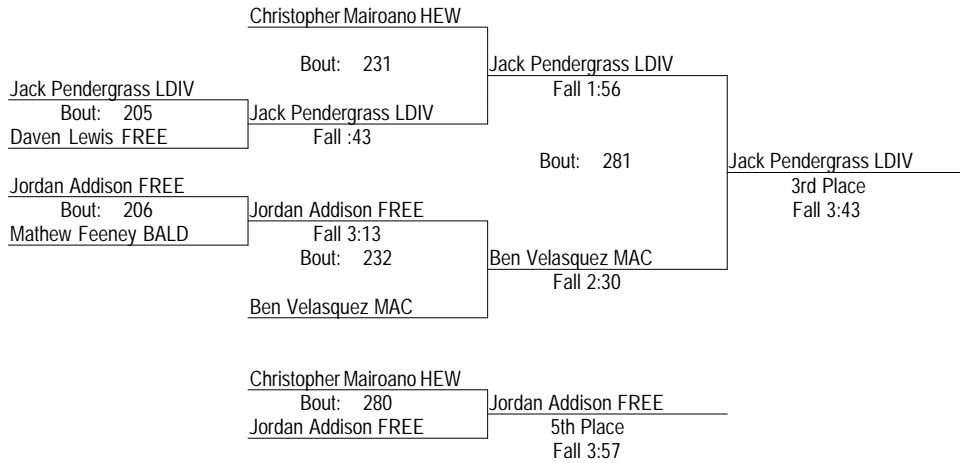 Christopher Mairoano HEW
Bout: 231
Jack Pendergrass LDIV
Fall 1:56
Jack Pendergrass LDIV
Bout: 205
Daven Lewis FREE
Jack Pendergrass LDIV
Fall :43
Bout: 281
Jack Pendergrass LDIV
3rd Place
Fall 3:43
Jordan Addison FREE
Bout: 206
Mathew Feeney BALD
Jordan Addison FREE
Fall 3:13
Bout: 232
Ben Velasquez MAC
Fall 2:30
Ben Velasquez MAC
Christopher Mairoano HEW
Bout: 280
Jordan Addison FREE
Jordan Addison FREE
5th Place
Fall 3:57